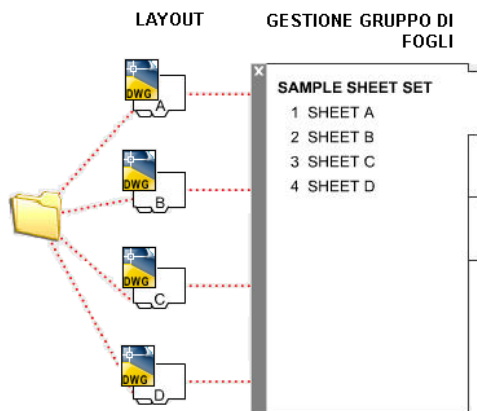 LAYOUT
GESTIONE GRUPPO DI
FOGLI
DWG
A
DWG
B
DWG
C
DWG
D
X
SAMPLE SHEET SET
1 SHEET A
2 SHEET B
3 SHEET C
4 SHEET D